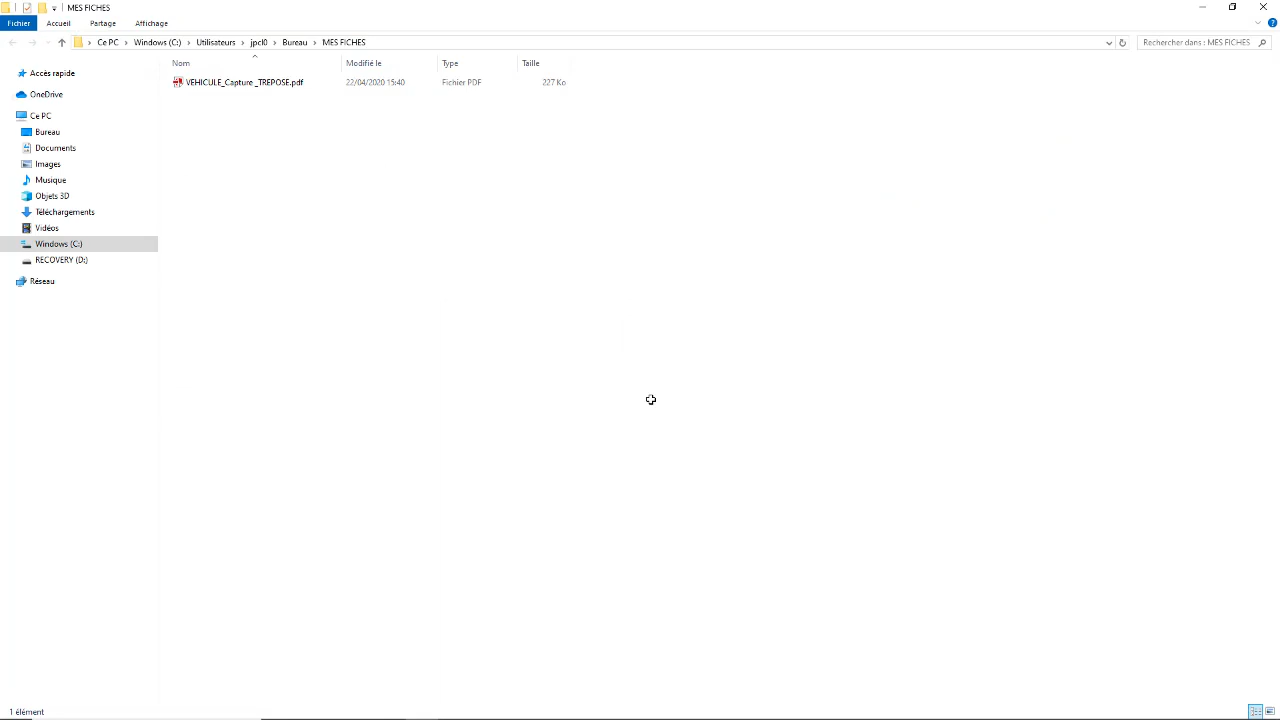 MES FICHES
Fichier Accueil Partage Affichage
Ce PC Windows (C:) Utilisateurs jpcl0 Bureau MES FICHES Rechercher dans : MES FICHES
Nom Modifié le Type Taille
VEHICULE_Capture _TREPOSE.pdf 22/04/2020 15:40 Fichier PDF 227 Ko
Accès rapide
OneDrive
Ce PC
Bureau
Documents
Images
Musique
Objets 3D
Téléchargements
Vidéos
Windows (C:)
RECOVERY (D:)
Réseau
1 élément